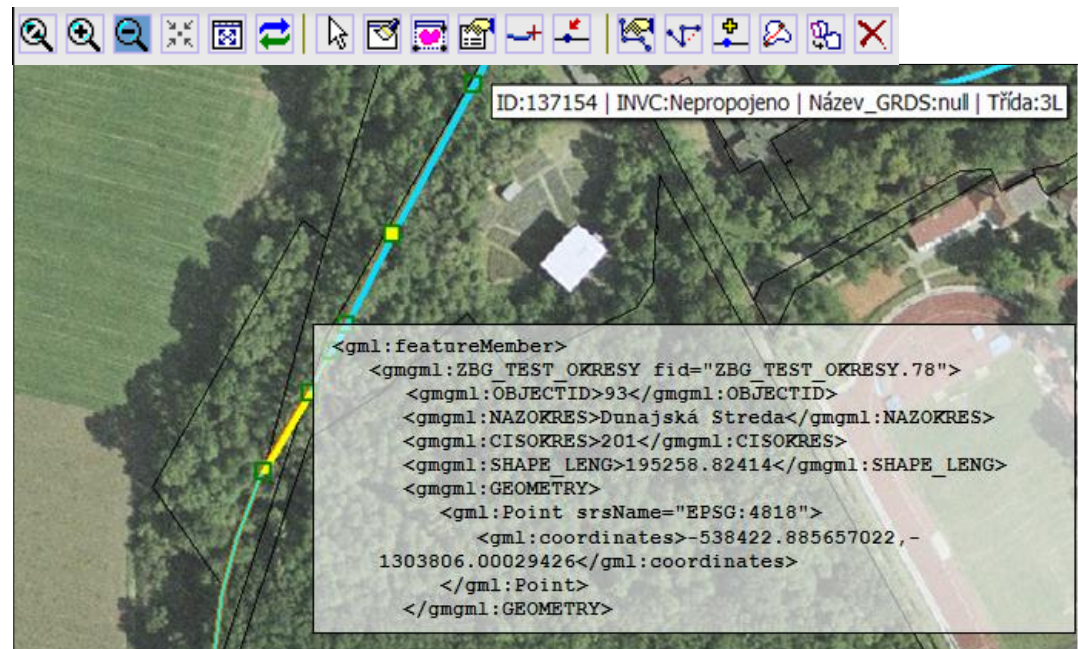 ID:137154 | INVC:Nepropojeno | Název_GRDS:null | Třída:3L
<gml:featureMember>
<gmgml:ZBG_TEST_OKRESY fid="ZBG_TEST_OKRESY.78">
<gmgml:OBJECTID>93</gmgml:OBJECTID>
<gmgml:NAZOKRES>Dunajská Streda</gmgml:NAZOKRES>
<gmgml:CISOKRES>201</gmgml:CISOKRES>
<gmgml:SHAPE_LENG>195258.82414</gmgml:SHAPE_LENG>
<gmgml:GEOMETRY>
<gml:Point srsName="EPSG:4818">
<gml:coordinates>-538422.885657022,-
1303806.00029426</gml:coordinates>
</gml:Point>
</gmgml:GEOMETRY>